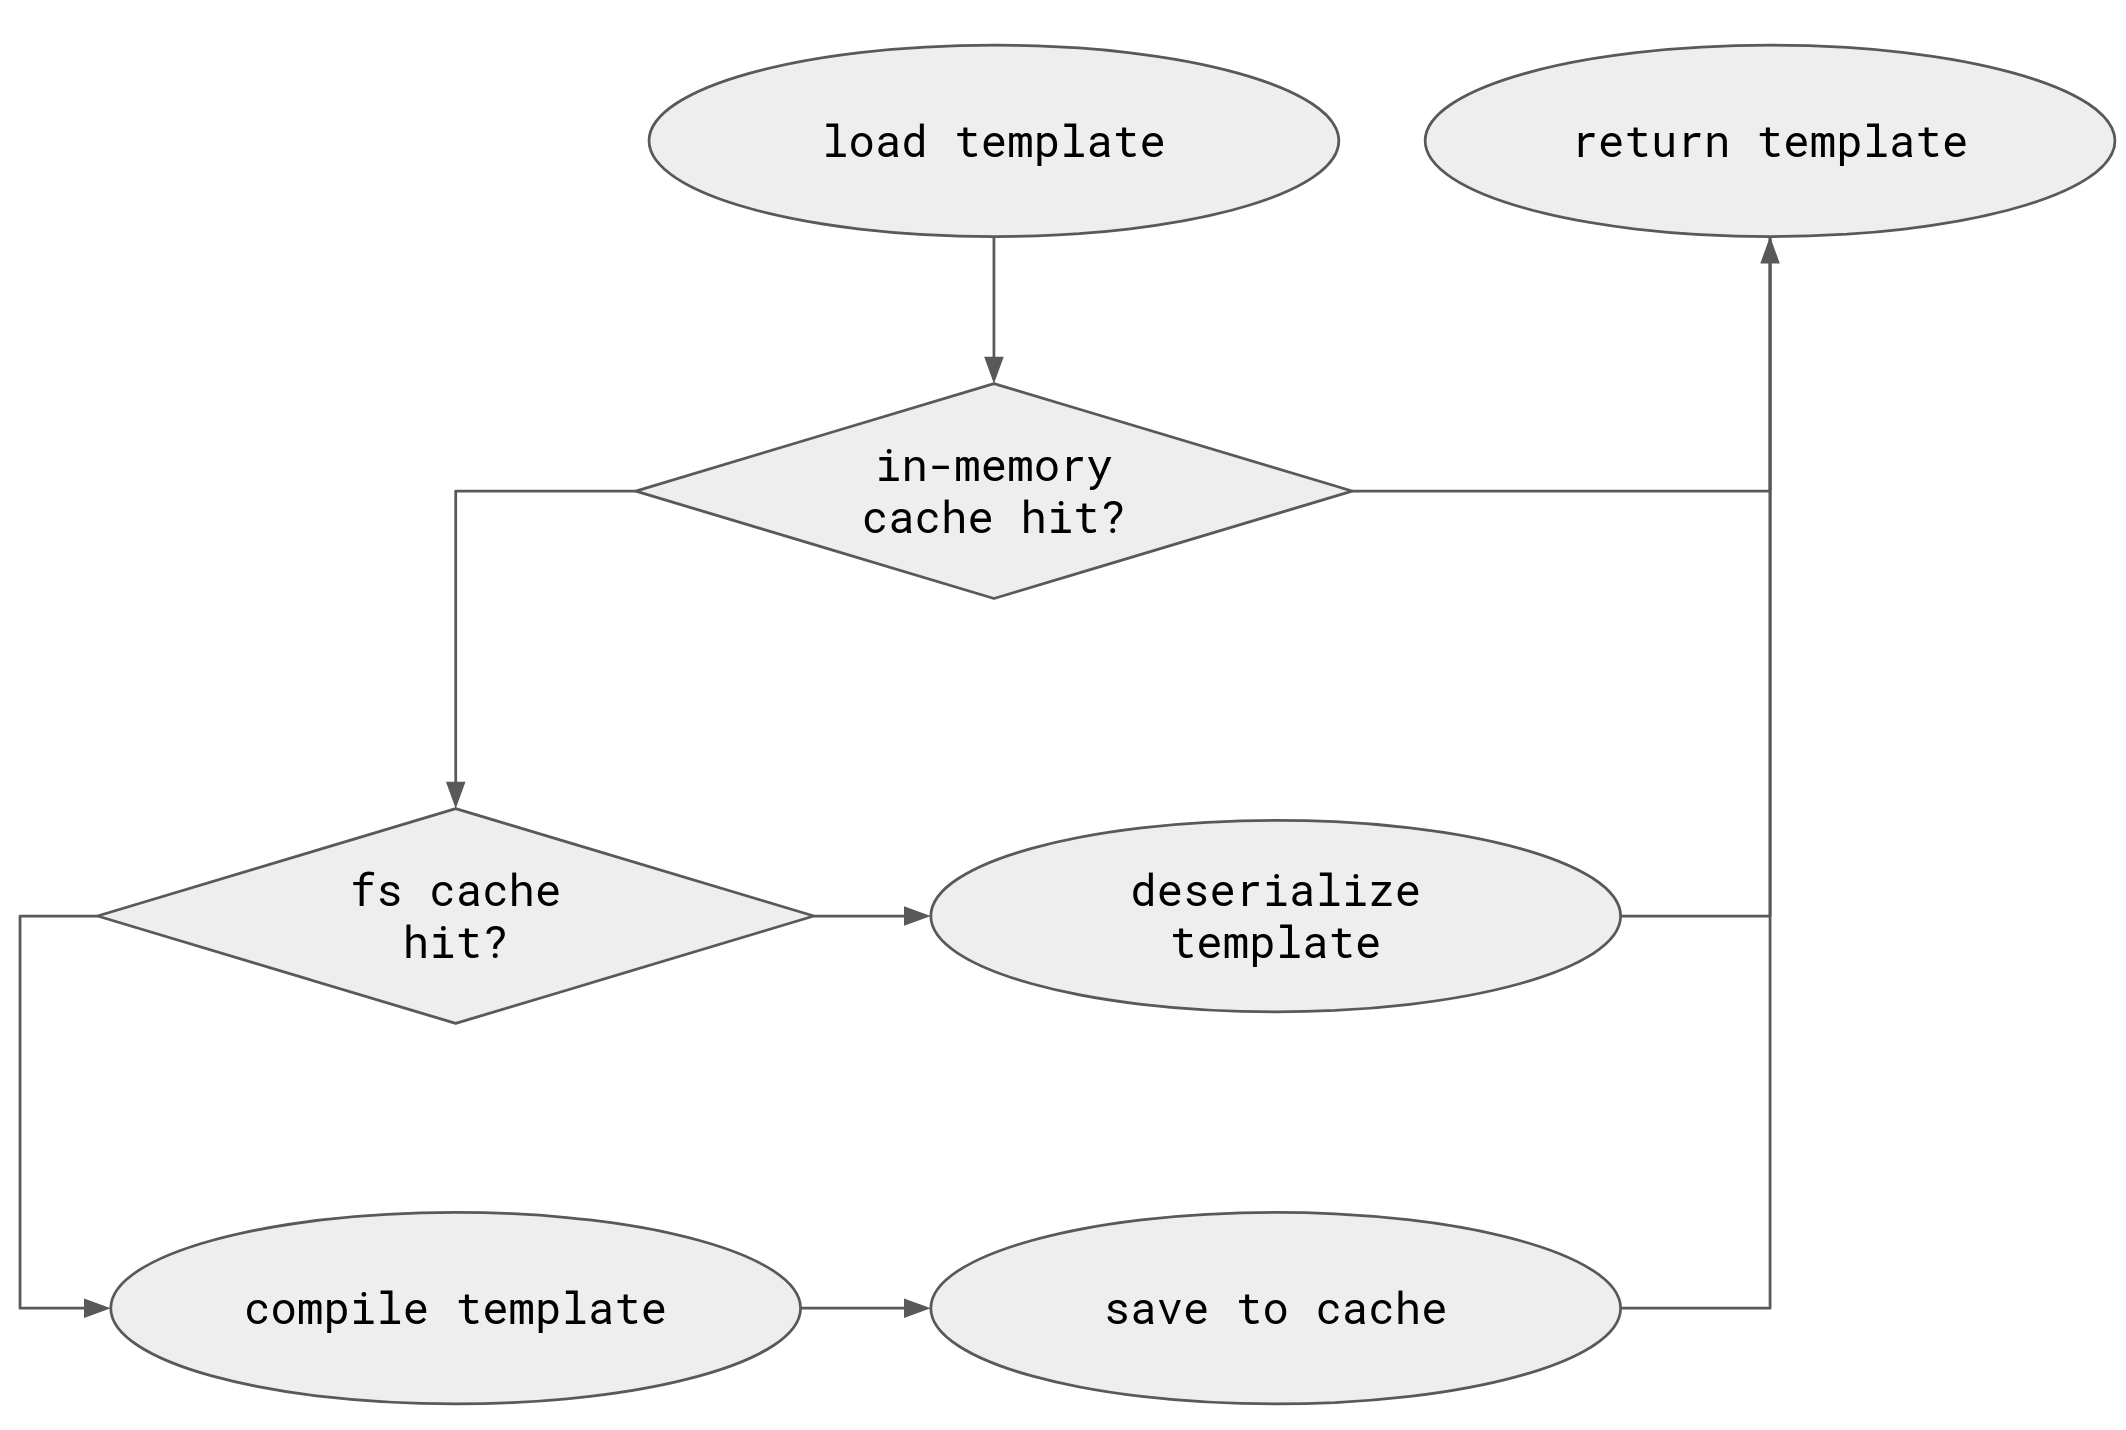 load template
return template
in-memory
cache hit?
fs cache
hit?
deserialize
template
compile template
save to cache